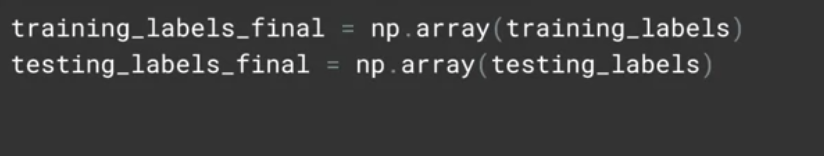 training_labels_final = np.array(training_labels)
testing_labels_final = np.array(testing_labels)